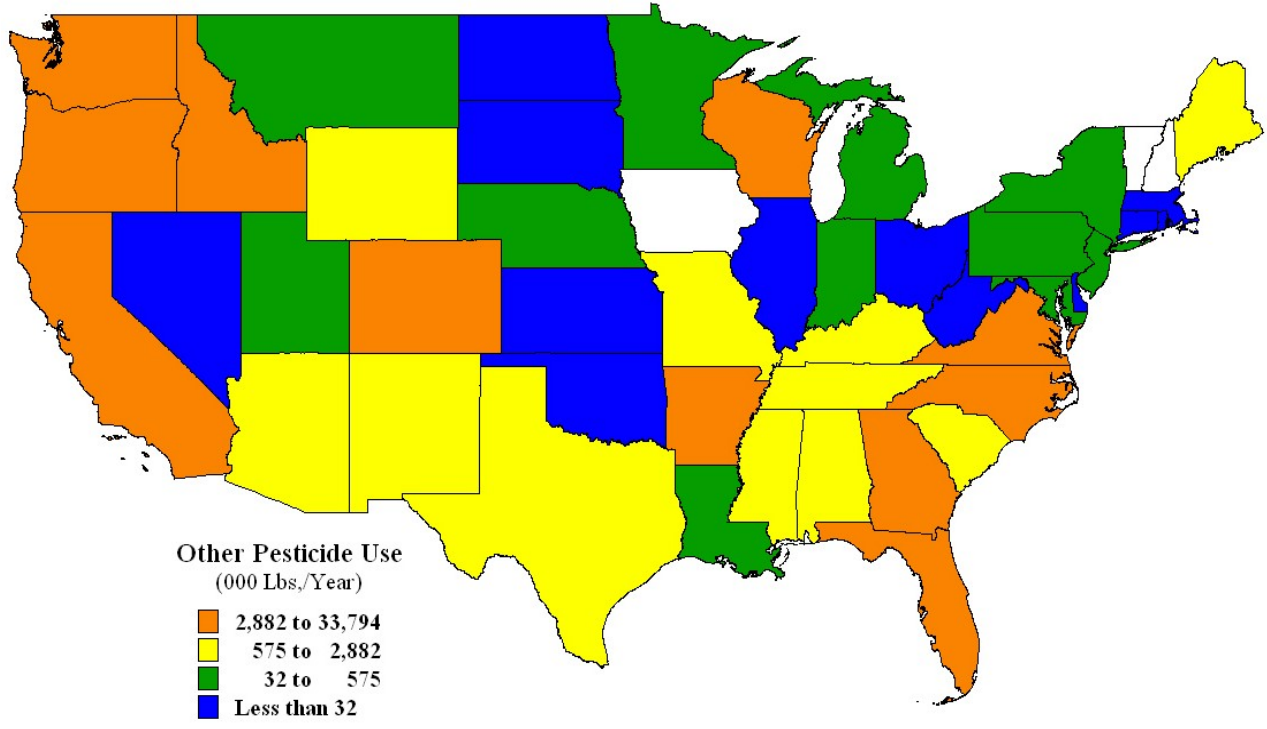 Other Pesticide Use
(000 Lbs,/Year)
2,882 to 33,794
575 to 2,882
32 to 575
Less than 32